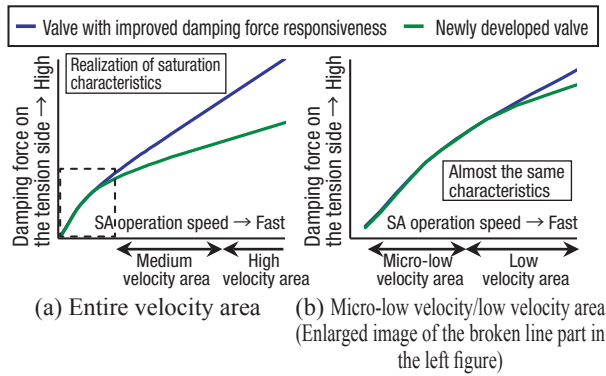 Valve with improved damping force responsiveness
Newly developed valve
Damping force on
the tension side → High
Realization of saturation
characteristics
SA operation speed → Fast
Medium
velocity area
High
velocity area
(a) Entire velocity area
Damping force on
the tension side → High
Almost the same
characteristics
SA operation speed → Fast
Micro-low
velocity area
Low
velocity area
(b) Micro-low velocity/low velocity area
(Enlarged image of the broken line part in
the left figure)